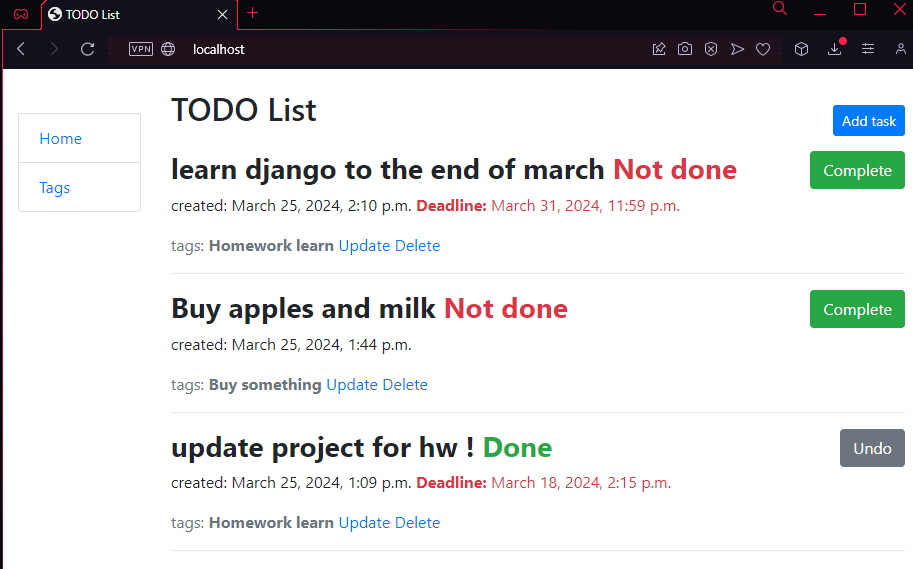 TODO List
VPN
localhost
Home
Tags
TODO List
Add task
learn django to the end of march Not done
Complete
created: March 25, 2024, 2:10 p.m. Deadline: March 31, 2024, 11:59 p.m.
tags: Homework learn Update Delete
Buy apples and milk Not done
Complete
created: March 25, 2024, 1:44 p.m.
tags: Buy something Update Delete
update project for hw ! Done
Undo
created: March 25, 2024, 1:09 p.m. Deadline: March 18, 2024, 2:15 p.m.
tags: Homework learn Update Delete